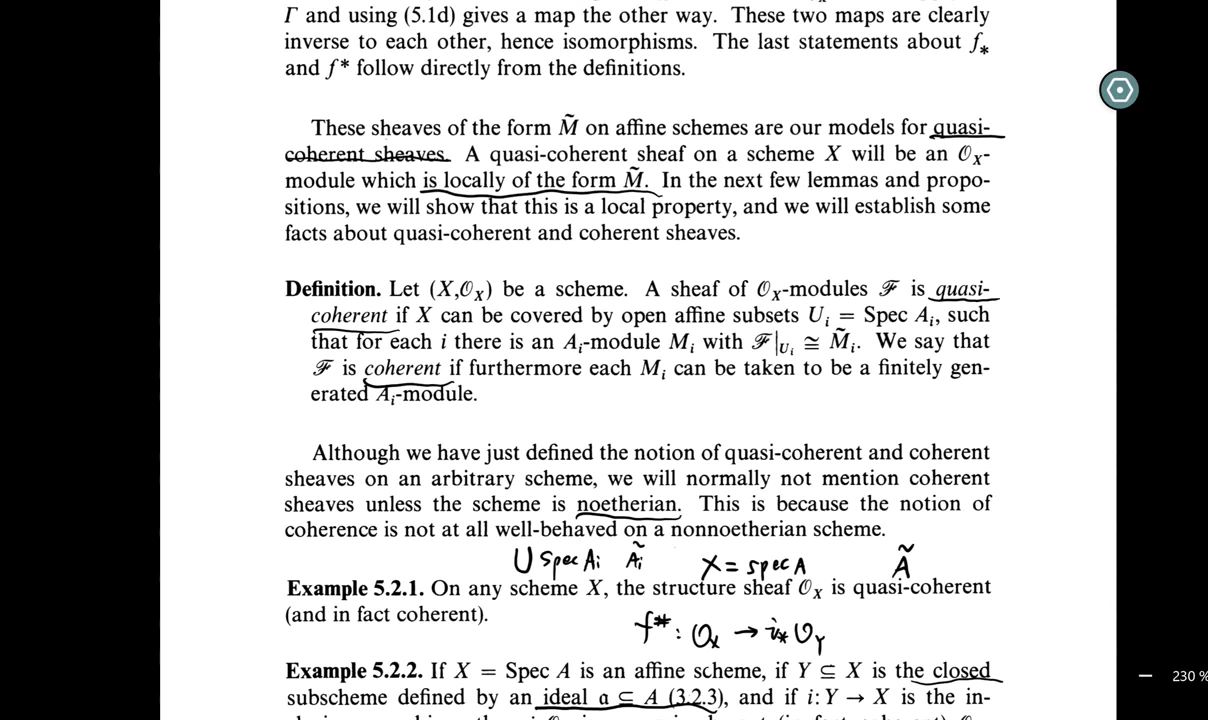 Γ and using (5.1d) gives a map the other way. These two maps are clearly
inverse to each other, hence isomorphisms. The last statements about f_*
and f* follow directly from the definitions.
These sheaves of the form M̃ on affine schemes are our models for quasi-
coherent sheaves. A quasi-coherent sheaf on a scheme X will be an 𝒪_X-
module which is locally of the form M̃. In the next few lemmas and propo-
sitions, we will show that this is a local property, and we will establish some
facts about quasi-coherent and coherent sheaves.
Definition. Let (X,𝒪_X) be a scheme. A sheaf of 𝒪_X-modules ℱ is quasi-
coherent if X can be covered by open affine subsets U_i = Spec A_i, such
that for each i there is an A_i-module M_i with ℱ|_{U_i} ≅ M̃_i. We say that
ℱ is coherent if furthermore each M_i can be taken to be a finitely gen-
erated A_i-module.
Although we have just defined the notion of quasi-coherent and coherent
sheaves on an arbitrary scheme, we will normally not mention coherent
sheaves unless the scheme is noetherian. This is because the notion of
coherence is not at all well-behaved on a nonnoetherian scheme.
U Spec A_i Ã_i X = spec A Ã
Example 5.2.1. On any scheme X, the structure sheaf 𝒪_X is quasi-coherent
(and in fact coherent).
f^# : 𝒪_X → i_* 𝒪_Y
Example 5.2.2. If X = Spec A is an affine scheme, if Y ⊆ X is the closed
subscheme defined by an ideal 𝔞 ⊆ A (3.2.3), and if i: Y → X is the in-
230 %